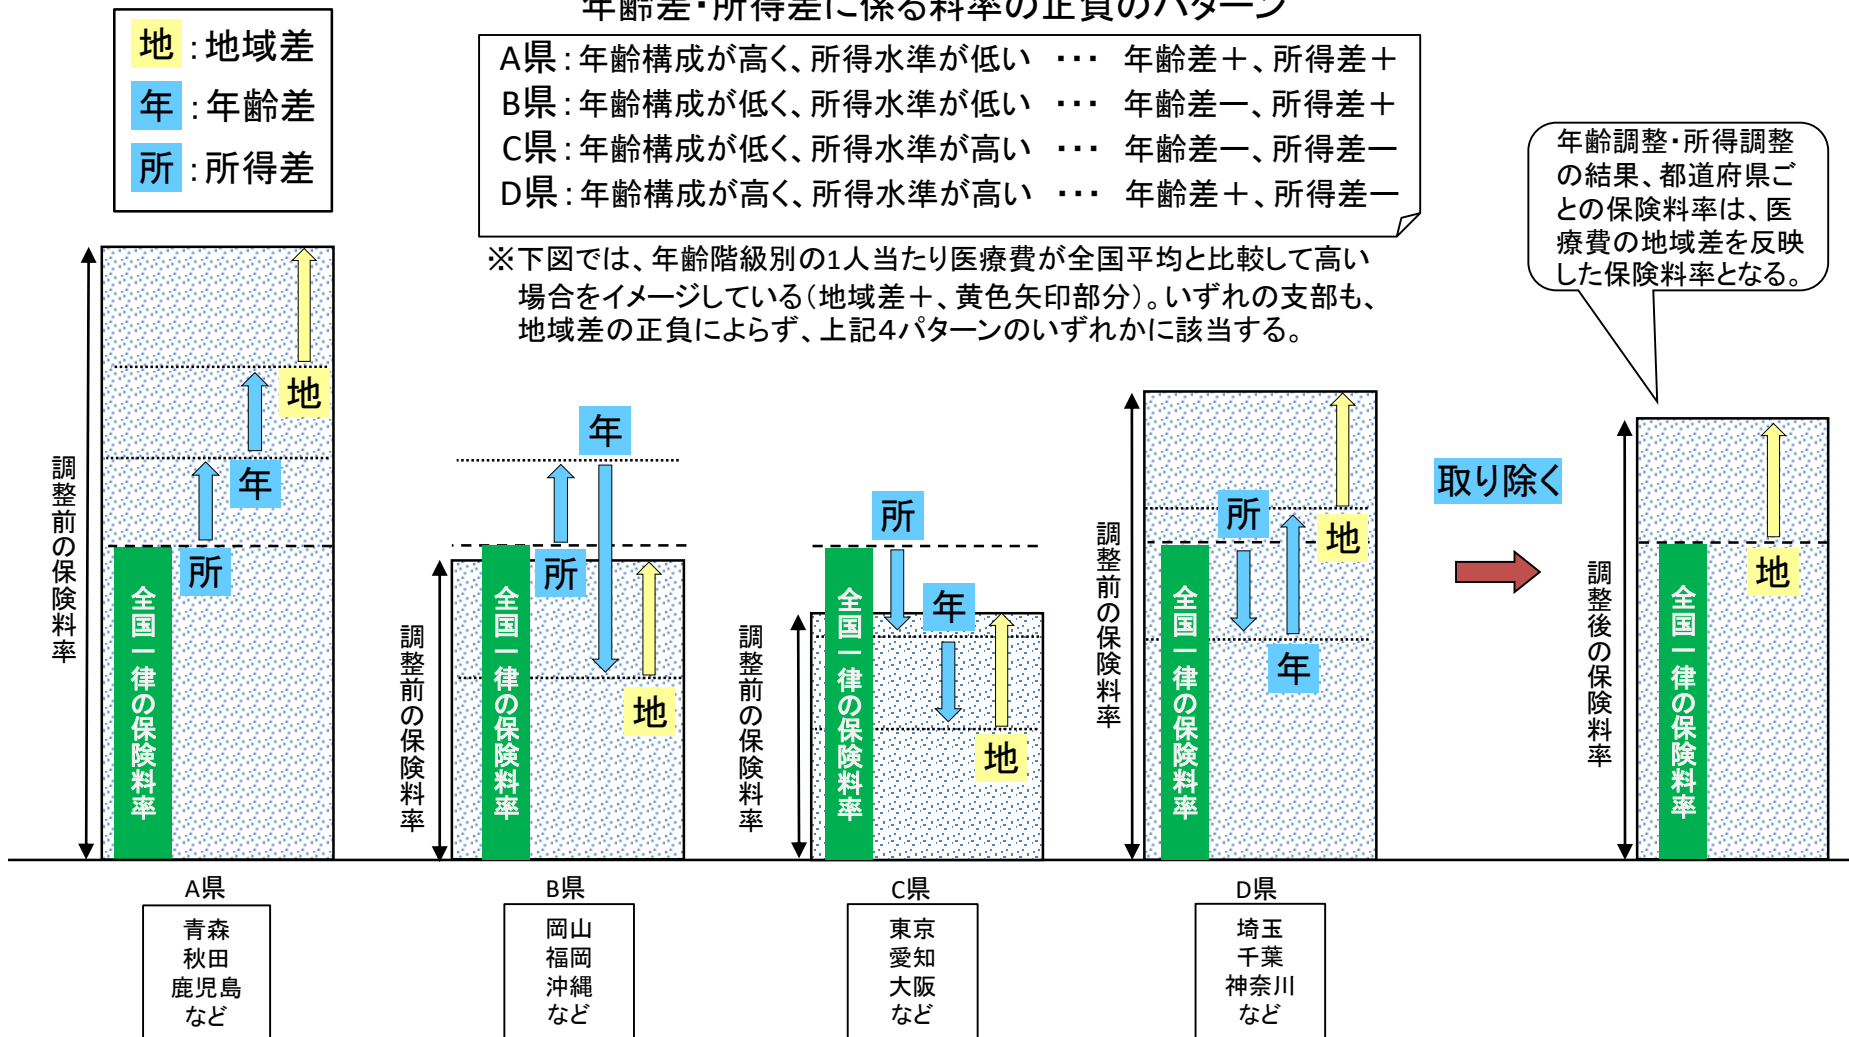 年齢差・所得差に係る料率の正負のパターン
地：地域差
年：年齢差
所：所得差
A県：年齢構成が高く、所得水準が低い ・・・ 年齢差＋、所得差＋
B県：年齢構成が低く、所得水準が低い ・・・ 年齢差ー、所得差＋
C県：年齢構成が低く、所得水準が高い ・・・ 年齢差ー、所得差ー
D県：年齢構成が高く、所得水準が高い ・・・ 年齢差＋、所得差ー
※下図では、年齢階級別の1人当たり医療費が全国平均と比較して高い
場合をイメージしている（地域差＋、黄色矢印部分）。いずれの支部も、
地域差の正負によらず、上記４パターンのいずれかに該当する。
年齢調整・所得調整
の結果、都道府県ご
との保険料率は、医
療費の地域差を反映
した保険料率となる。
調整前の保険料率
全国一律の保険料率
所
年
地
A県
青森
秋田
鹿児島
など
調整前の保険料率
全国一律の保険料率
所
年
地
B県
岡山
福岡
沖縄
など
調整前の保険料率
全国一律の保険料率
所
年
地
C県
東京
愛知
大阪
など
調整前の保険料率
全国一律の保険料率
所
年
地
D県
埼玉
千葉
神奈川
など
取り除く
調整後の保険料率
全国一律の保険料率
地